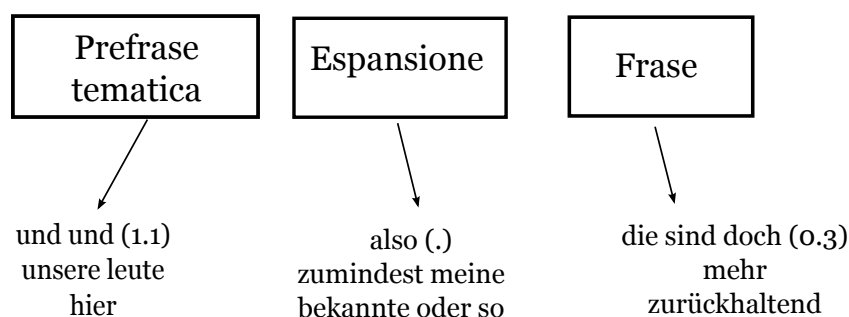 Prefrase
tematica
Espansione
Frase
und und (1.1)
unsere leute
hier
also (.)
zumindest meine
bekannte oder so
die sind doch (0.3)
mehr
zurückhaltend